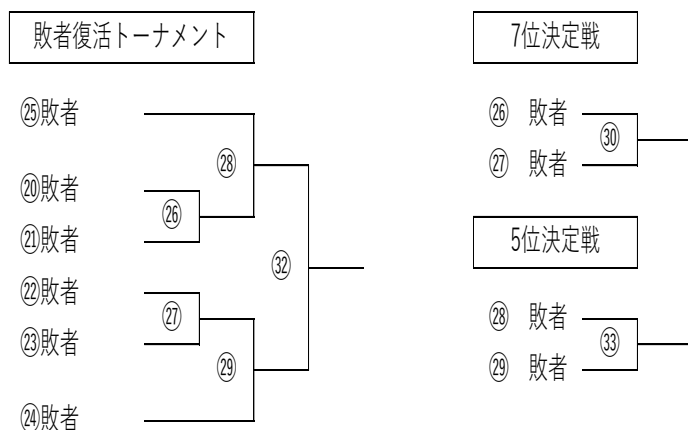 敗者復活トーナメント
㉕敗者
㉘
⑳敗者
㉖
㉑敗者
㉜
㉒敗者
㉗
㉓敗者
㉙
㉔敗者
7位決定戦
㉖ 敗者
㉚
㉗ 敗者
5位決定戦
㉘ 敗者
㉝
㉙ 敗者